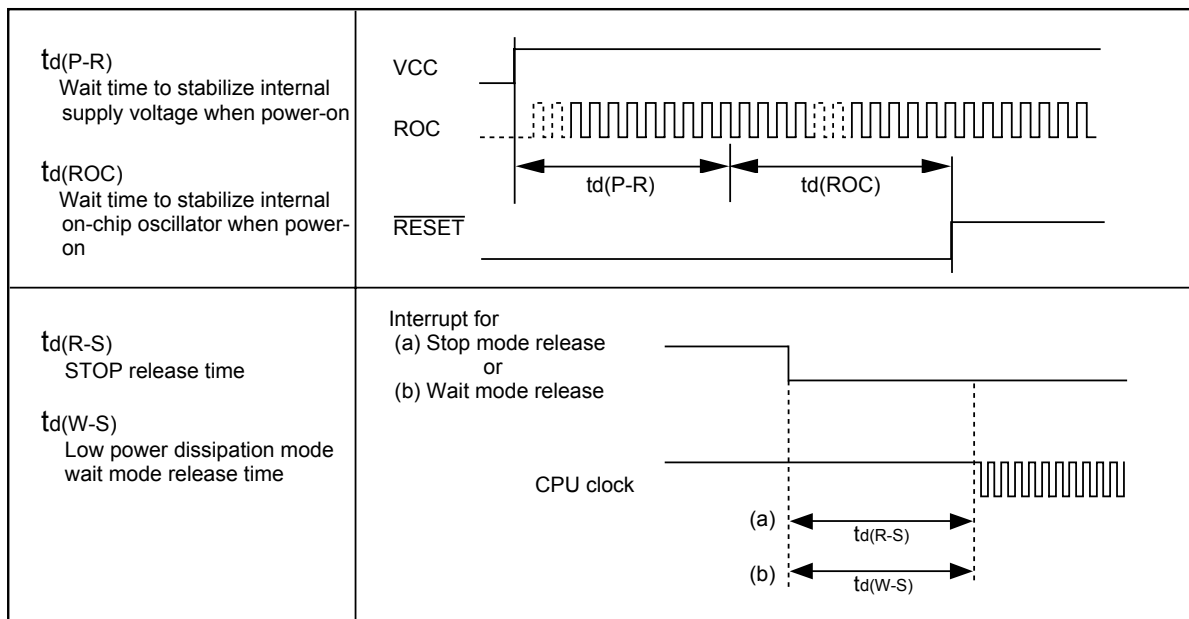 td(P-R)
Wait time to stabilize internal
supply voltage when power-on
td(ROC)
Wait time to stabilize internal
on-chip oscillator when power-
on
VCC
ROC
td(P-R)
td(ROC)
RESET
td(R-S)
STOP release time
td(W-S)
Low power dissipation mode
wait mode release time
Interrupt for
(a) Stop mode release
or
(b) Wait mode release
CPU clock
(a)
td(R-S)
(b)
td(W-S)